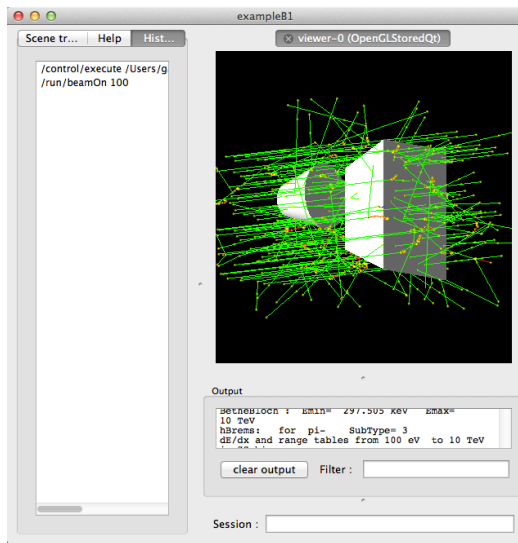 exampleB1
Scene tr... Help Hist...
viewer-0 (OpenGLStoredQt)
/control/execute /Users/g
/run/beamOn 100
Output
BetheBloch : Emin= 297.505 keV Emax=
10 TeV
hBrems: for pi- SubType= 3
dE/dx and range tables from 100 eV to 10 TeV
clear output Filter :
Session :